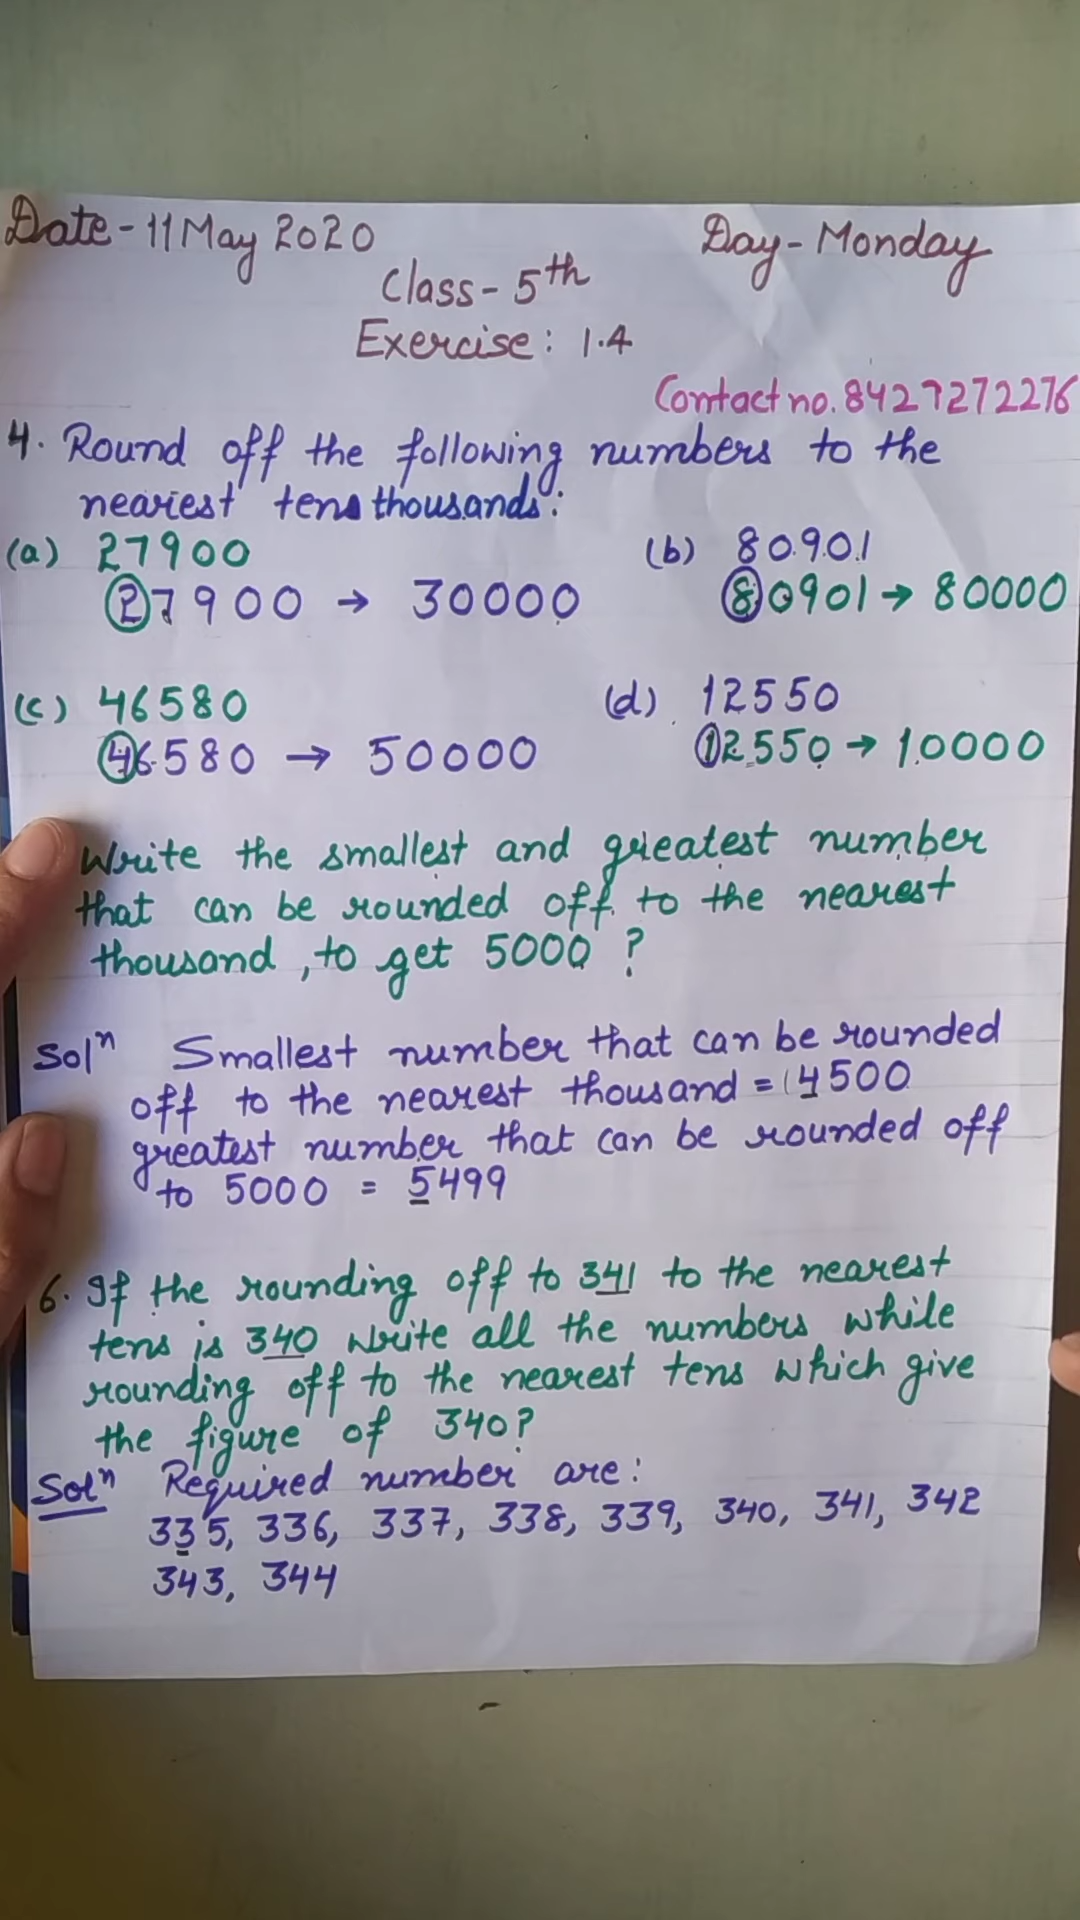 Date - 11 May 2020 Day - Monday
Class - 5th
Exercise : 1.4
Contact no. 8427272276
4. Round off the following numbers to the
nearest tens thousands:
(a) 27900 (b) 80901
27900 → 30000 80901 → 80000
(c) 46580 (d) 12550
46580 → 50000 12550 → 10000
Write the smallest and greatest number
that can be rounded off to the nearest
thousand, to get 5000 ?
Solⁿ Smallest number that can be rounded
off to the nearest thousand = 4500
greatest number that can be rounded off
to 5000 = 5499
6. If the rounding off to 341 to the nearest
tens is 340 Write all the numbers while
rounding off to the nearest tens which give
the figure of 340?
Solⁿ Required number are :
335, 336, 337, 338, 339, 340, 341, 342
343, 344